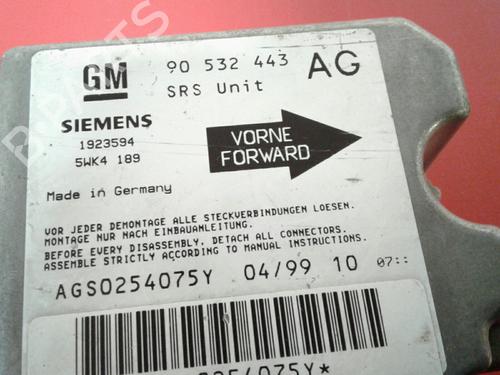 GM 90 532 443 AG
SRS Unit
SIEMENS
1923594
5WK4 189
VORNE
FORWARD
Made in Germany
VOR JEDER DEMONTAGE ALLE STECKVERBINDUNGEN LOESEN.
MONTAGE NUR NACH EINBAUANLEITUNG.
BEFORE EVERY DISASSEMBLY, DETACH ALL CONNECTORS.
ASSEMBLE STRICTLY ACCORDING TO MANUAL INSTRUCTIONS.
AGS0254075Y 04/99 10 07::